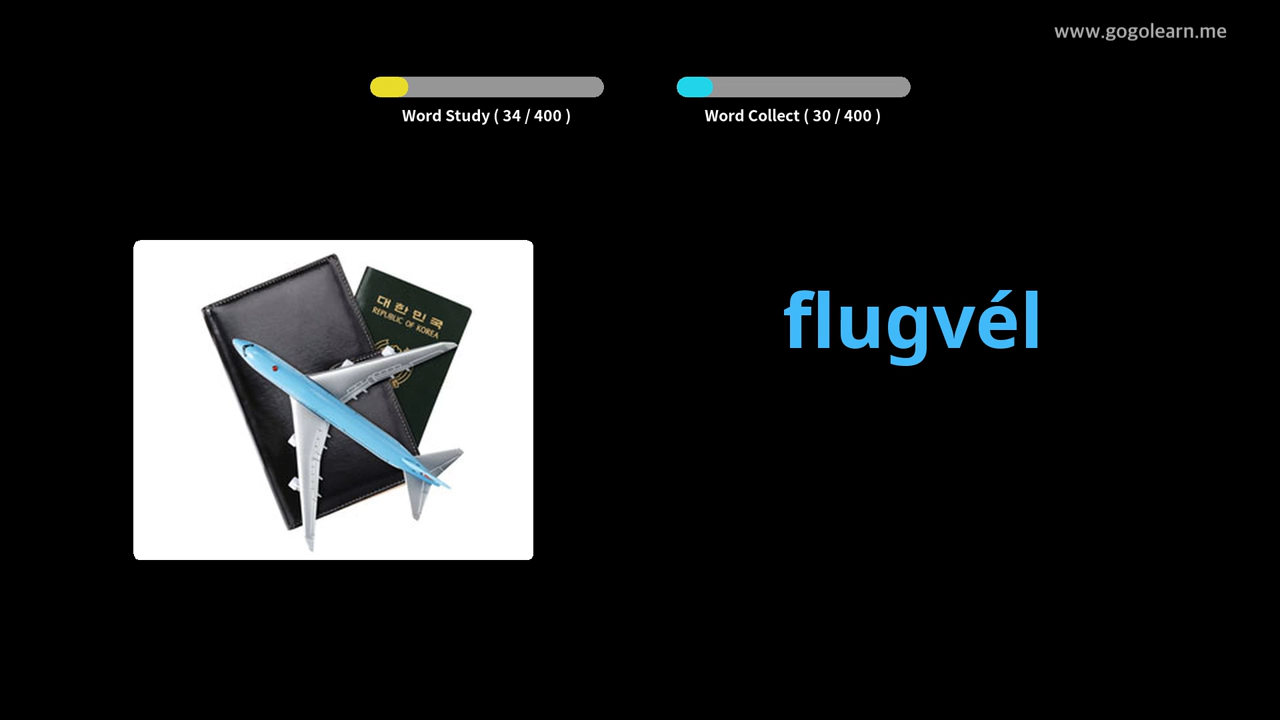 www.gogolearn.me
Word Study ( 34 / 400 )
Word Collect ( 30 / 400 )
대한민국
REPUBLIC OF KOREA
flugvél